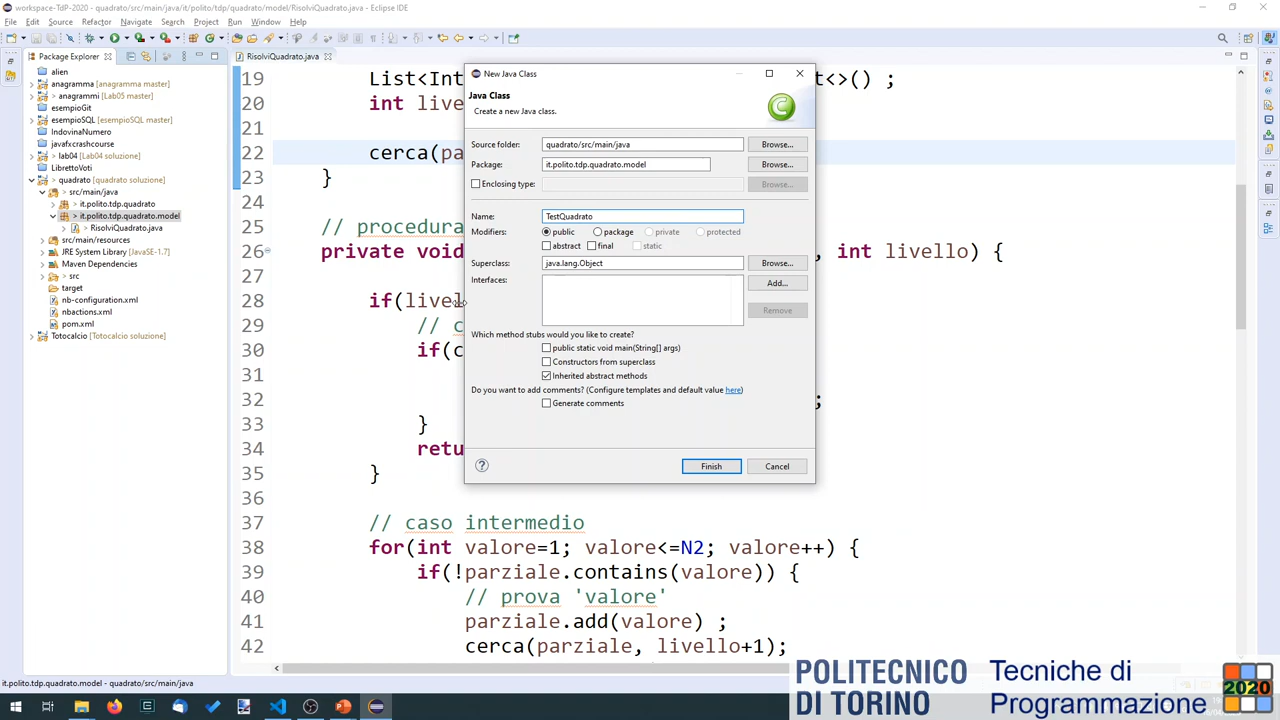 workspace-TdP-2020 - quadrato/src/main/java/it/polito/tdp/quadrato/model/RisolviQuadrato.java - Eclipse IDE
File Edit Source Refactor Navigate Search Project Run Window Help
Package Explorer
RisolviQuadrato.java
alien
anagramma [anagramma master]
anagrammi [Lab05 master]
esempioGit
esempioSQL [esempioSQL master]
IndovinaNumero
javafxcrashcourse
lab04 [Lab04 soluzione]
LibrettoVoti
quadrato [quadrato soluzione]
src/main/java
it.polito.tdp.quadrato
it.polito.tdp.quadrato.model
RisolviQuadrato.java
src/main/resources
JRE System Library [JavaSE-1.7]
Maven Dependencies
src
target
nb-configuration.xml
nbactions.xml
pom.xml
Totocalcio [Totocalcio soluzione]
19 List<Int t<>() ;
20 int live
21
22 cerca(pa
23 }
24
25 // procedura
26 private void , int livello) {
27
28 if(livel
29 // c
30 if(c
31
32 ;
33 }
34 retu
35 }
36
37 // caso intermedio
38 for(int valore=1; valore<=N2; valore++) {
39 if(!parziale.contains(valore)) {
40 // prova 'valore'
41 parziale.add(valore) ;
42 cerca(parziale, livello+1);
New Java Class
Java Class
Create a new Java class.
Source folder: quadrato/src/main/java Browse...
Package: it.polito.tdp.quadrato.model Browse...
Enclosing type: Browse...
Name: TestQuadrato
Modifiers: public package private protected
abstract final static
Superclass: java.lang.Object Browse...
Interfaces: Add...
Remove
Which method stubs would you like to create?
public static void main(String[] args)
Constructors from superclass
Inherited abstract methods
Do you want to add comments? (Configure templates and default value here)
Generate comments
Finish Cancel
it.polito.tdp.quadrato.model - quadrato/src/main/java
POLITECNICO
DI TORINO
Tecniche di
Programmazione
2020